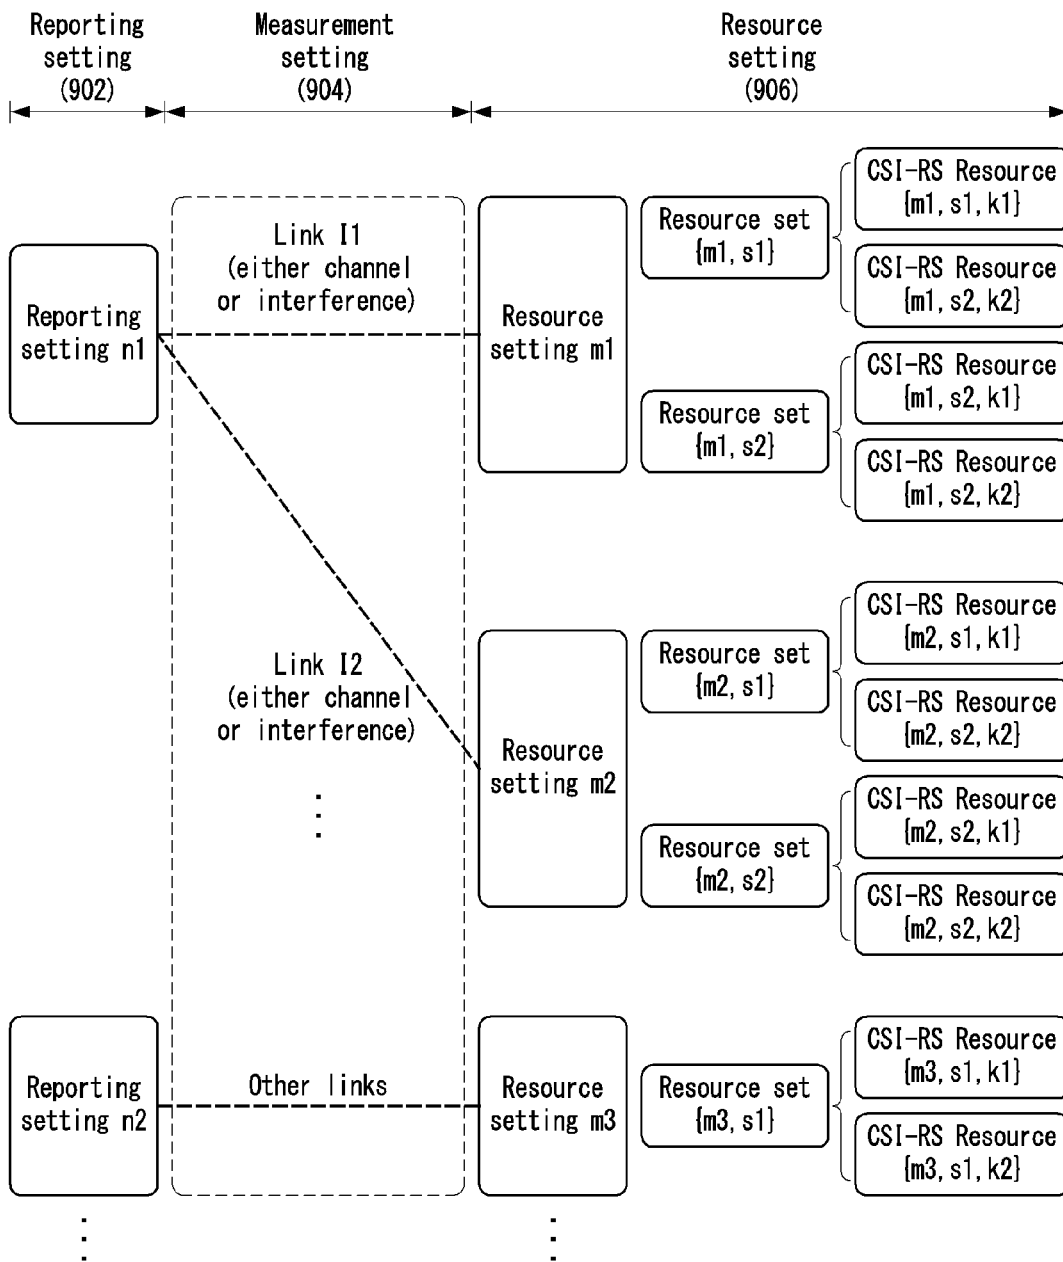 Reporting
setting
(902)
Measurement
setting
(904)
Resource
setting
(906)
Reporting
setting n1
Link I1
(either channel
or interference)
Resource
setting m1
Resource set
{m1, s1}
CSI-RS Resource
{m1, s1, k1}
CSI-RS Resource
{m1, s2, k2}
Resource set
{m1, s2}
CSI-RS Resource
{m1, s2, k1}
CSI-RS Resource
{m1, s2, k2}
Link I2
(either channel
or interference)
Resource
setting m2
Resource set
{m2, s1}
CSI-RS Resource
{m2, s1, k1}
CSI-RS Resource
{m2, s2, k2}
Resource set
{m2, s2}
CSI-RS Resource
{m2, s2, k1}
CSI-RS Resource
{m2, s2, k2}
Reporting
setting n2
Other links
Resource
setting m3
Resource set
{m3, s1}
CSI-RS Resource
{m3, s1, k1}
CSI-RS Resource
{m3, s1, k2}